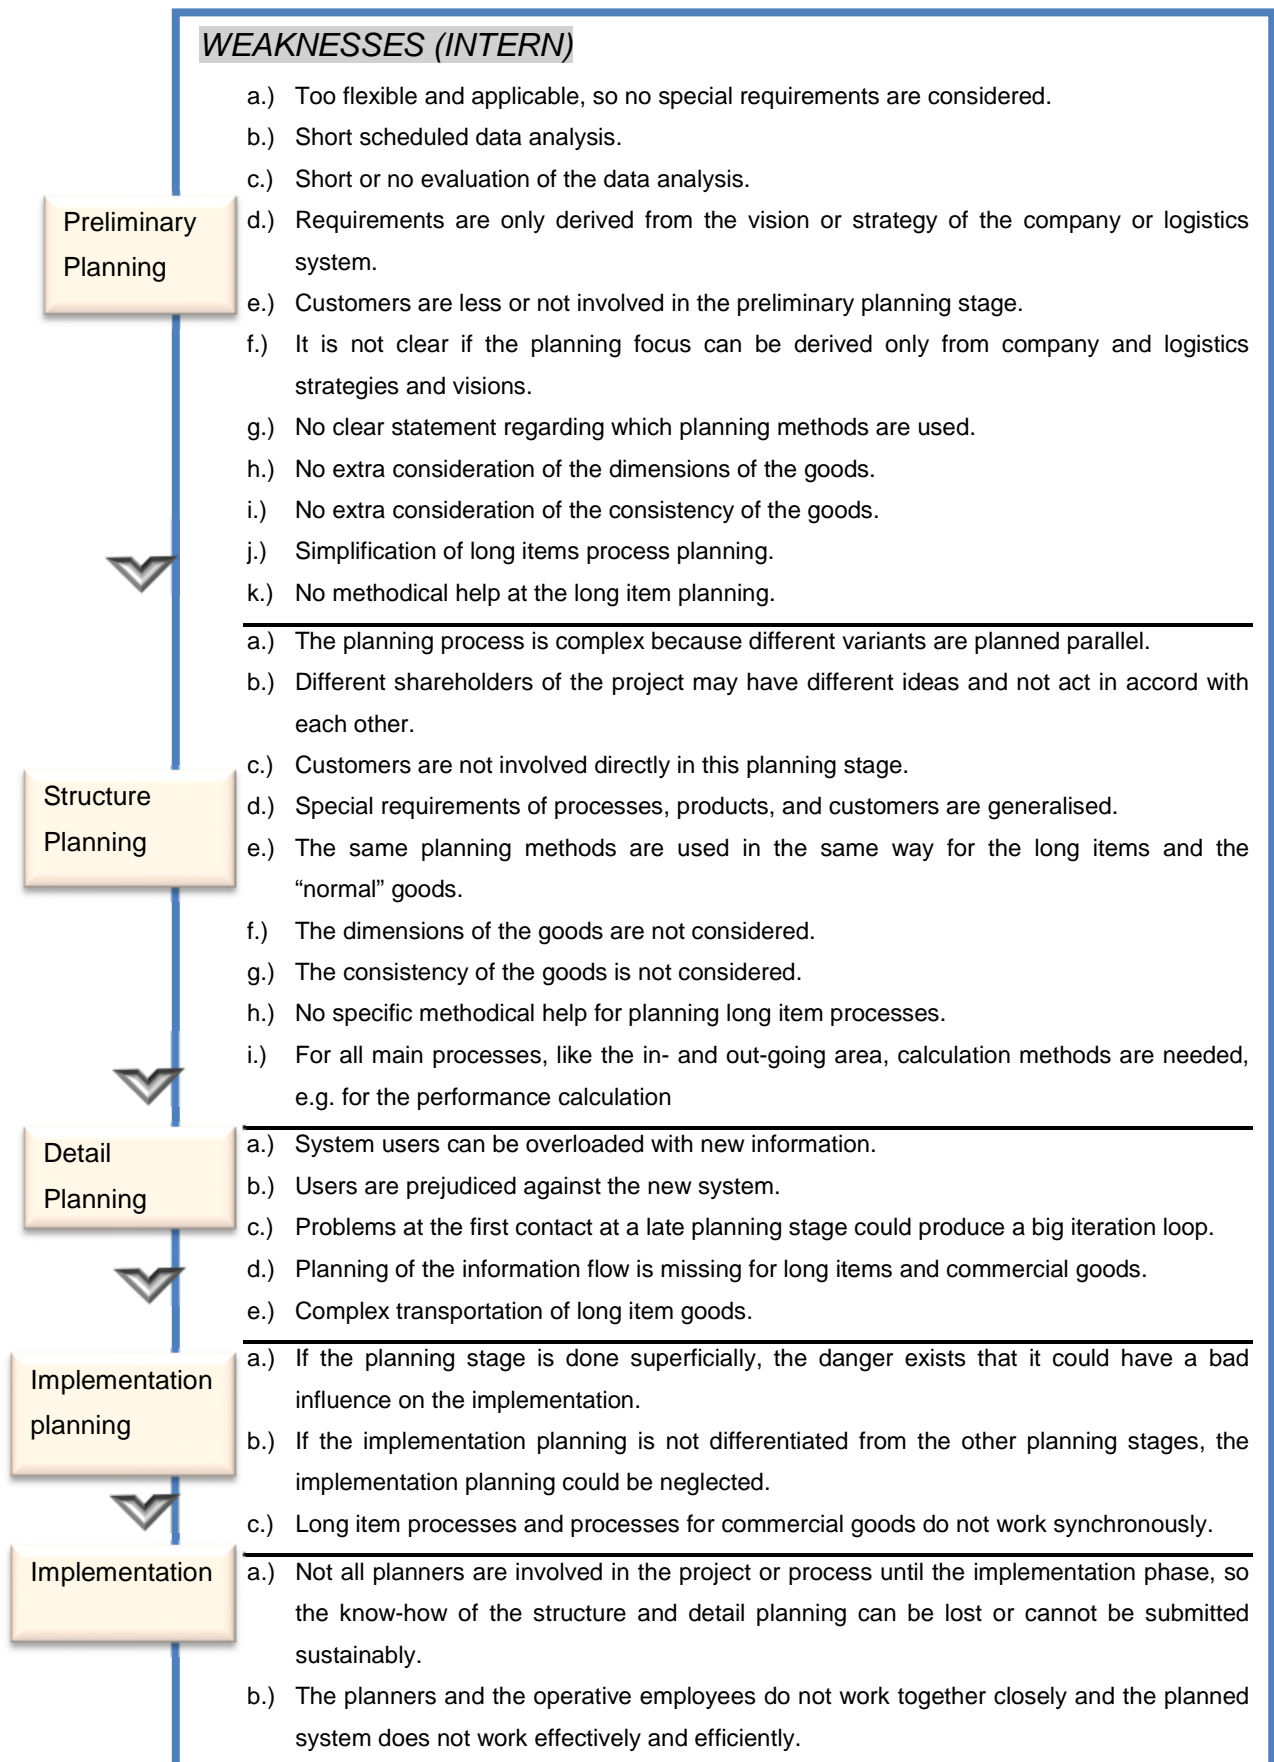 WEAKNESSES (INTERN)
a.) Too flexible and applicable, so no special requirements are considered.
b.) Short scheduled data analysis.
c.) Short or no evaluation of the data analysis.
Preliminary
Planning
d.) Requirements are only derived from the vision or strategy of the company or logistics
system.
e.) Customers are less or not involved in the preliminary planning stage.
f.) It is not clear if the planning focus can be derived only from company and logistics
strategies and visions.
g.) No clear statement regarding which planning methods are used.
h.) No extra consideration of the dimensions of the goods.
i.) No extra consideration of the consistency of the goods.
j.) Simplification of long items process planning.
k.) No methodical help at the long item planning.
a.) The planning process is complex because different variants are planned parallel.
b.) Different shareholders of the project may have different ideas and not act in accord with
each other.
c.) Customers are not involved directly in this planning stage.
Structure
Planning
d.) Special requirements of processes, products, and customers are generalised.
e.) The same planning methods are used in the same way for the long items and the
“normal” goods.
f.) The dimensions of the goods are not considered.
g.) The consistency of the goods is not considered.
h.) No specific methodical help for planning long item processes.
i.) For all main processes, like the in- and out-going area, calculation methods are needed,
e.g. for the performance calculation
Detail
Planning
a.) System users can be overloaded with new information.
b.) Users are prejudiced against the new system.
c.) Problems at the first contact at a late planning stage could produce a big iteration loop.
d.) Planning of the information flow is missing for long items and commercial goods.
e.) Complex transportation of long item goods.
Implementation
planning
a.) If the planning stage is done superficially, the danger exists that it could have a bad
influence on the implementation.
b.) If the implementation planning is not differentiated from the other planning stages, the
implementation planning could be neglected.
c.) Long item processes and processes for commercial goods do not work synchronously.
Implementation
a.) Not all planners are involved in the project or process until the implementation phase, so
the know-how of the structure and detail planning can be lost or cannot be submitted
sustainably.
b.) The planners and the operative employees do not work together closely and the planned
system does not work effectively and efficiently.